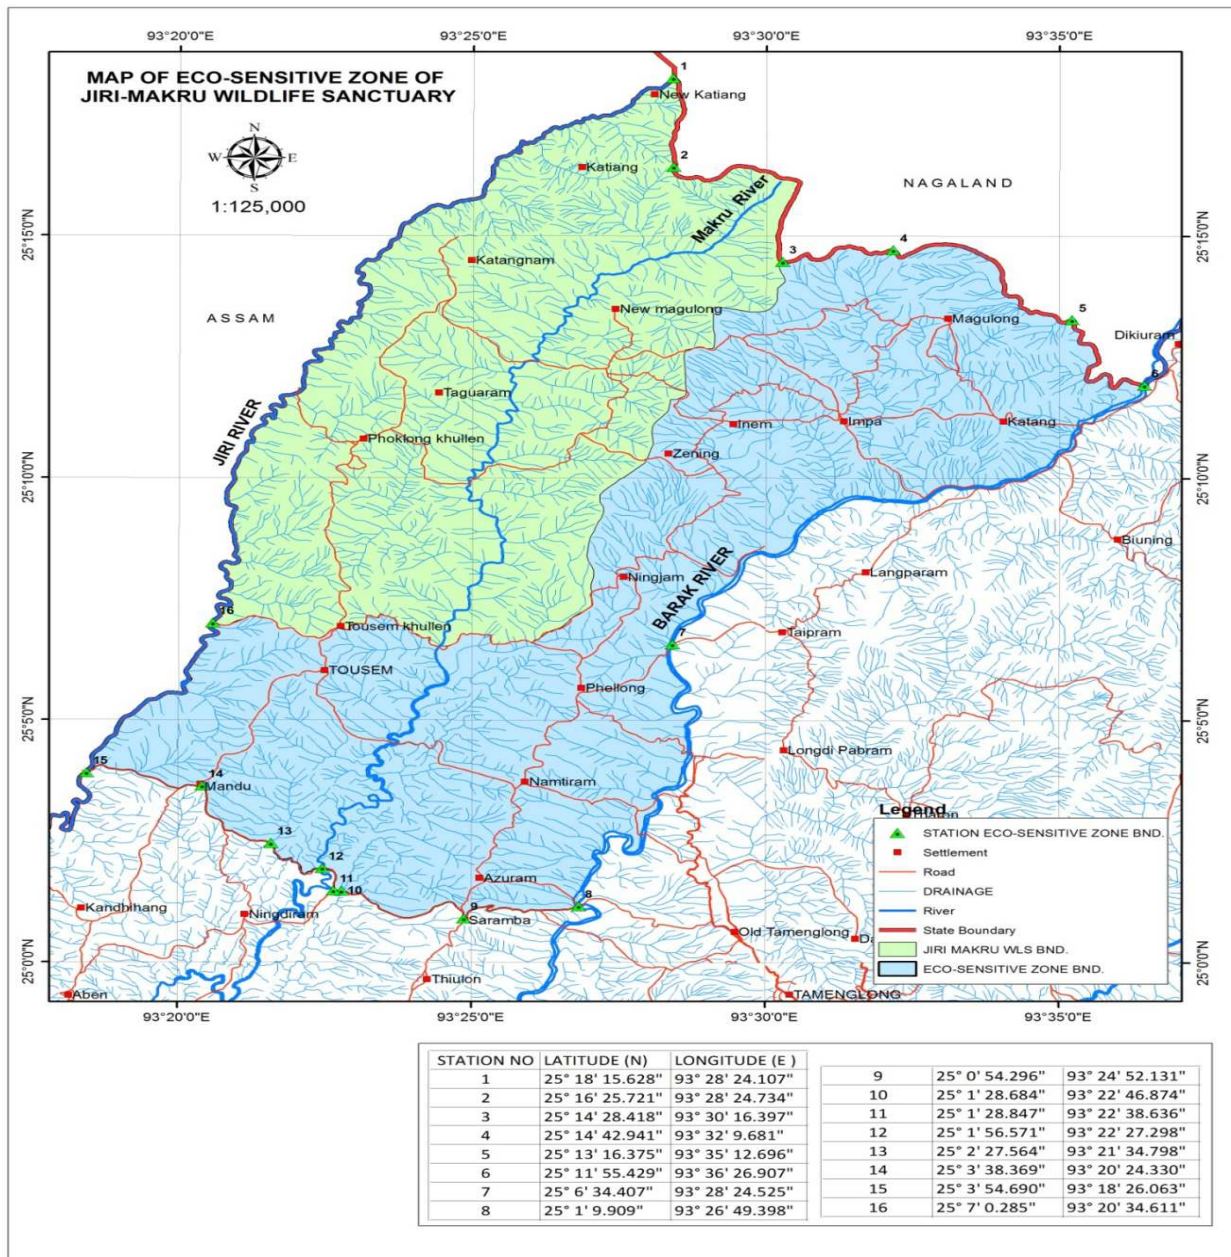 93°20'0"E 93°25'0"E 93°30'0"E 93°35'0"E
MAP OF ECO-SENSITIVE ZONE OF
JIRI-MAKRU WILDLIFE SANCTUARY
N
W E
S
1:125,000
1
New Katiang
2
Katiang
NAGALAND
Makru River
25°15'0"N 25°15'0"N
3
4
Katangnam
ASSAM
New magulong
Magulong
5
Dikiuram
6
Taguaram
JIRI RIVER
Phoklong khullen
Inem
Impa
Katang
Zening
25°10'0"N 25°10'0"N
Biuning
Langparam
Ningjam
BARAK RIVER
16
Tousem khullen
7
Taipram
TOUSEM
Pheilong
25°5'0"N 25°5'0"N
Longdi Pabram
15
14
Mandu
Namtiram
13
12
11
10
Azuram
9
8
Saramba
Kandhihang
Ningdiram
Old Tamenglong
Da
25°0'0"N 25°0'0"N
Thiulon
Aben
TAMENGLONG
Legend
STATION ECO-SENSITIVE ZONE BND.
Settlement
Road
DRAINAGE
River
State Boundary
JIRI MAKRU WLS BND.
ECO-SENSITIVE ZONE BND.
93°20'0"E 93°25'0"E 93°30'0"E 93°35'0"E
STATION NO LATITUDE (N) LONGITUDE (E )
1 25° 18' 15.628" 93° 28' 24.107"
2 25° 16' 25.721" 93° 28' 24.734"
3 25° 14' 28.418" 93° 30' 16.397"
4 25° 14' 42.941" 93° 32' 9.681"
5 25° 13' 16.375" 93° 35' 12.696"
6 25° 11' 55.429" 93° 36' 26.907"
7 25° 6' 34.407" 93° 28' 24.525"
8 25° 1' 9.909" 93° 26' 49.398"
9 25° 0' 54.296" 93° 24' 52.131"
10 25° 1' 28.684" 93° 22' 46.874"
11 25° 1' 28.847" 93° 22' 38.636"
12 25° 1' 56.571" 93° 22' 27.298"
13 25° 2' 27.564" 93° 21' 34.798"
14 25° 3' 38.369" 93° 20' 24.330"
15 25° 3' 54.690" 93° 18' 26.063"
16 25° 7' 0.285" 93° 20' 34.611"